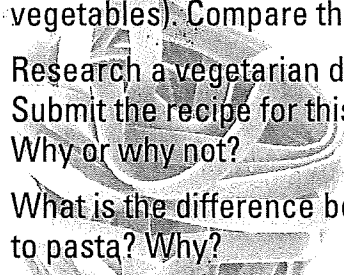 vegetables). Compare th
Research a vegetarian d
Submit the recipe for this
Why or why not?
What is the difference be
to pasta? Why?